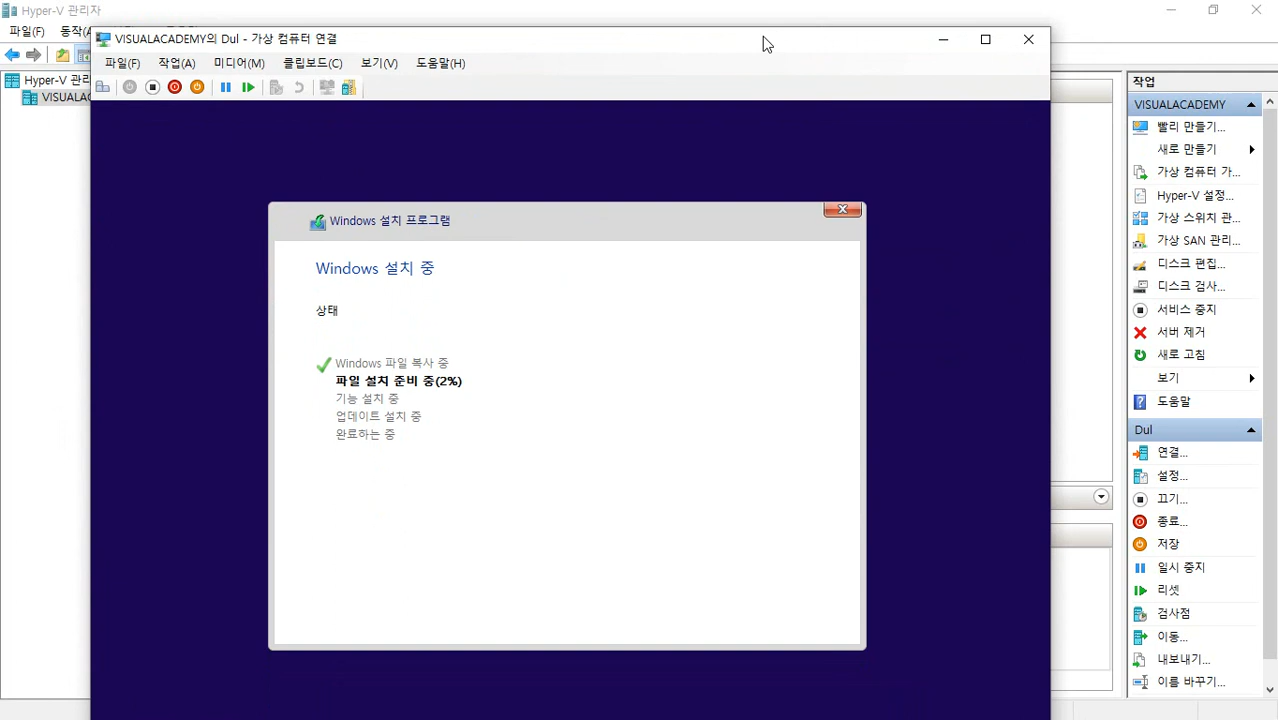 Hyper-V 관리자
파일(F)
동작(A
Hyper-V 관리
VISUALAC
VISUALACADEMY의 Dul - 가상 컴퓨터 연결
파일(F) 작업(A) 미디어(M) 클립보드(C) 보기(V) 도움말(H)
Windows 설치 프로그램
Windows 설치 중
상태
Windows 파일 복사 중
파일 설치 준비 중(2%)
기능 설치 중
업데이트 설치 중
완료하는 중
작업
VISUALACADEMY
빨리 만들기...
새로 만들기
가상 컴퓨터 가...
Hyper-V 설정...
가상 스위치 관...
가상 SAN 관리...
디스크 편집...
디스크 검사...
서비스 중지
서버 제거
새로 고침
보기
도움말
Dul
연결...
설정...
끄기...
종료...
저장
일시 중지
리셋
검사점
이동...
내보내기...
이름 바꾸기...